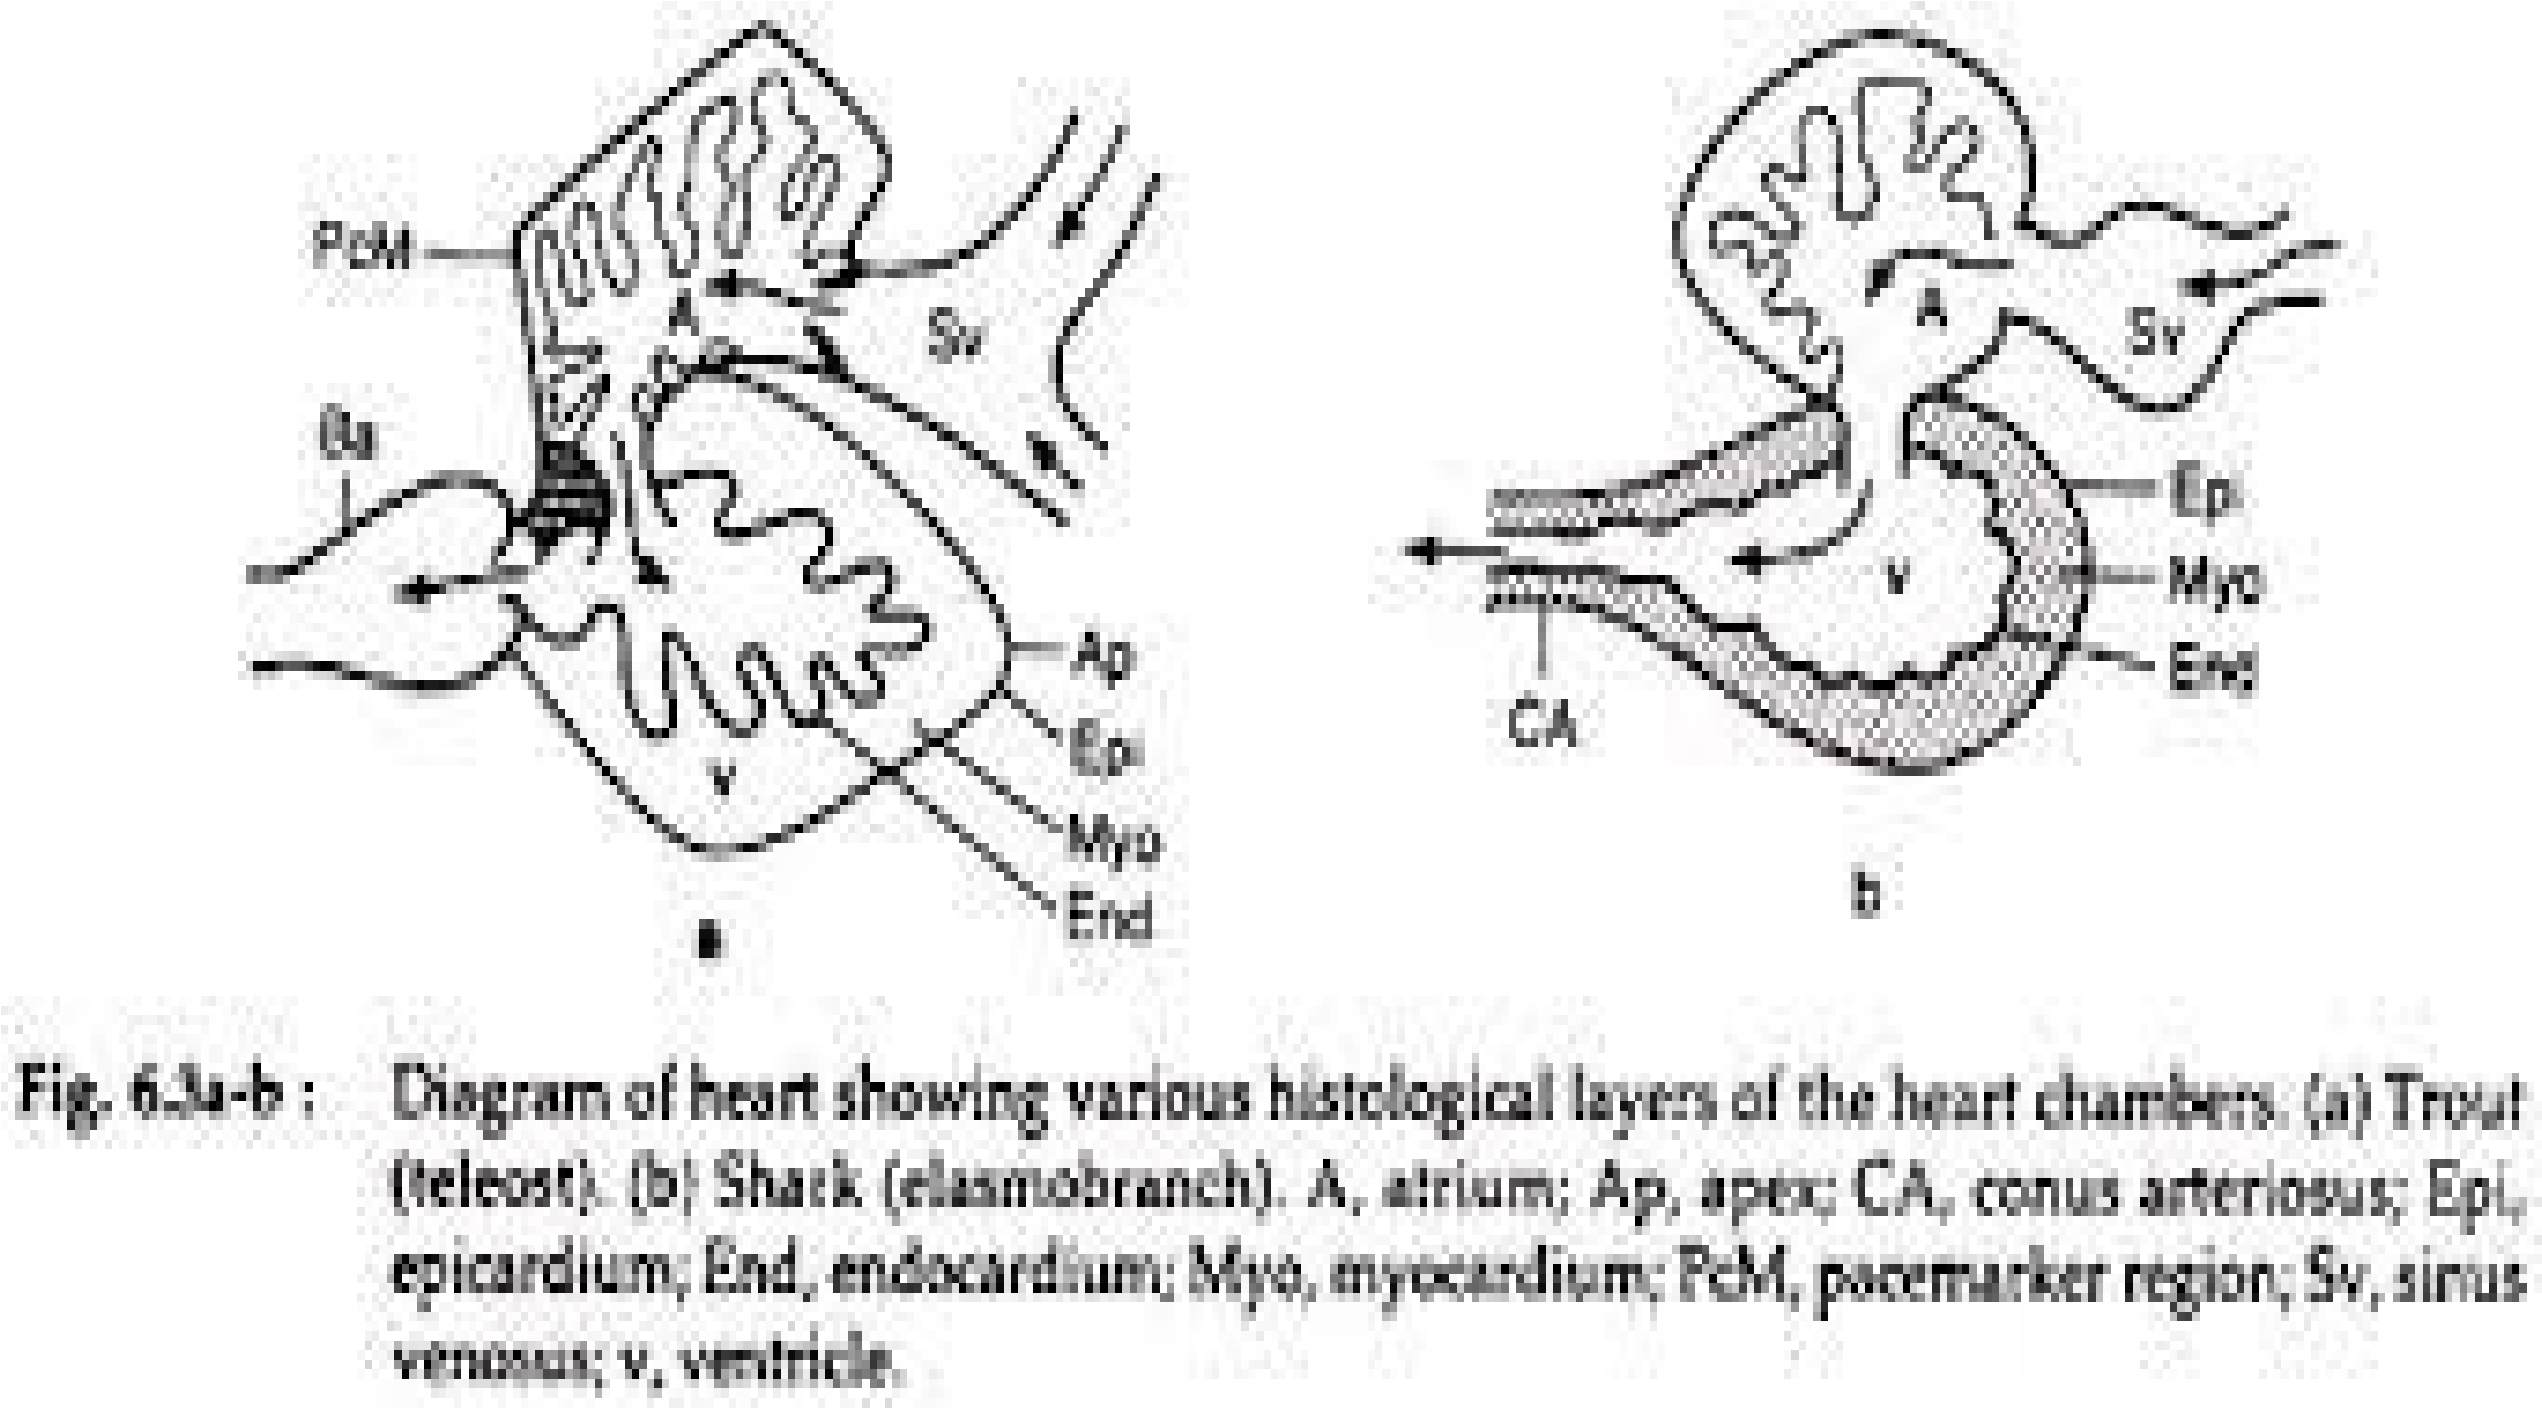 PcM
A
Sv
Ba
Ap
Epi
Myo
End
v
a
A
Sv
Epi
Myo
End
v
CA
b
Fig. 6.3a-b : Diagram of heart showing various histological layers of the heart chambers. (a) Trout
(teleost). (b) Shark (elasmobranch). A, atrium; Ap, apex; CA, conus arteriosus; Epi,
epicardium; End, endocardium; Myo, myocardium; PcM, pacemarker region; Sv, sinus
venosus; v, ventricle.